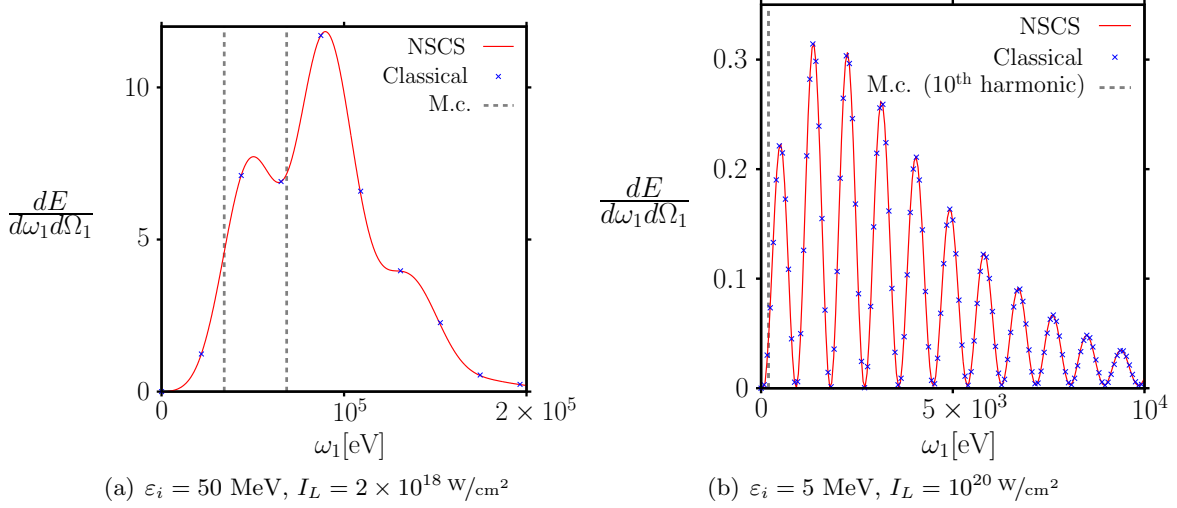 NSCS
Classical
M.c.
10
5
0
dE
dω₁dΩ₁
0
10⁵
2 × 10⁵
ω₁[eV]
(a) εᵢ = 50 MeV, I_L = 2 × 10¹⁸ W/cm²
NSCS
Classical
M.c. (10ᵗʰ harmonic)
0.3
0.2
0.1
0
dE
dω₁dΩ₁
0
5 × 10³
10⁴
ω₁[eV]
(b) εᵢ = 5 MeV, I_L = 10²⁰ W/cm²